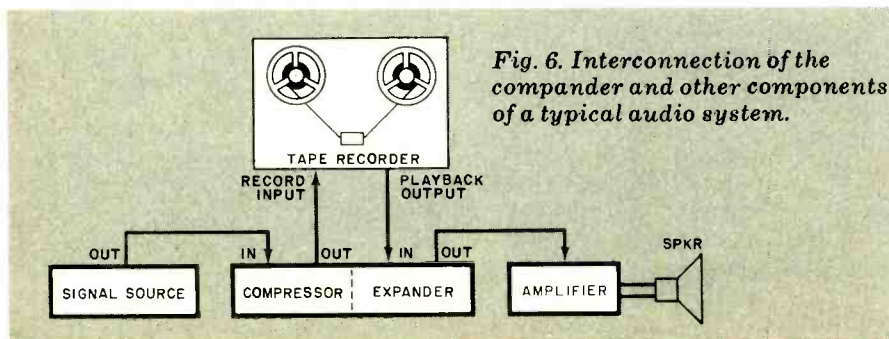 Fig. 6. Interconnection of the
compander and other components
of a typical audio system.
TAPE RECORDER
RECORD
INPUT
PLAYBACK
OUTPUT
OUT
IN
OUT
IN
OUT
SPKR
SIGNAL SOURCE
COMPRESSOR
EXPANDER
AMPLIFIER